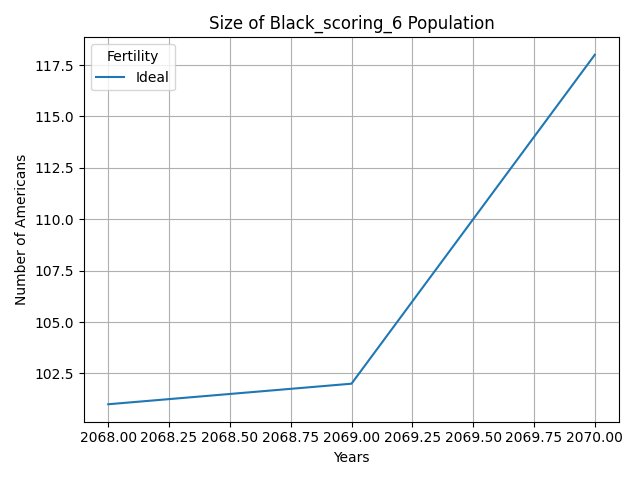 Size of Black_scoring_6 Population
Fertility
Ideal
Number of Americans
117.5
115.0
112.5
110.0
107.5
105.0
102.5
2068.00 2068.25 2068.50 2068.75 2069.00 2069.25 2069.50 2069.75 2070.00
Years